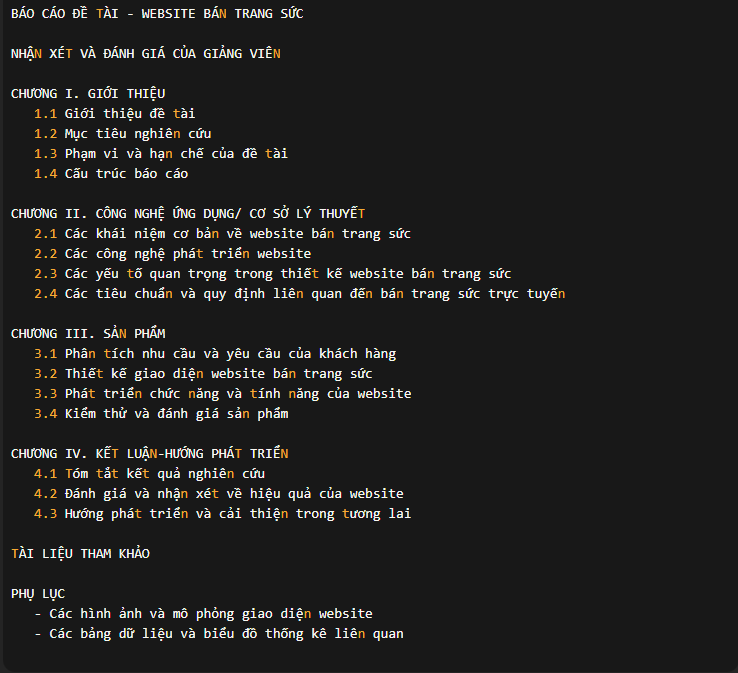 BÁO CÁO ĐỀ TÀI - WEBSITE BÁN TRANG SỨC
NHẬN XÉT VÀ ĐÁNH GIÁ CỦA GIẢNG VIÊN
CHƯƠNG I. GIỚI THIỆU
1.1 Giới thiệu đề tài
1.2 Mục tiêu nghiên cứu
1.3 Phạm vi và hạn chế của đề tài
1.4 Cấu trúc báo cáo
CHƯƠNG II. CÔNG NGHỆ ỨNG DỤNG/ CƠ SỞ LÝ THUYẾT
2.1 Các khái niệm cơ bản về website bán trang sức
2.2 Các công nghệ phát triển website
2.3 Các yếu tố quan trọng trong thiết kế website bán trang sức
2.4 Các tiêu chuẩn và quy định liên quan đến bán trang sức trực tuyến
CHƯƠNG III. SẢN PHẨM
3.1 Phân tích nhu cầu và yêu cầu của khách hàng
3.2 Thiết kế giao diện website bán trang sức
3.3 Phát triển chức năng và tính năng của website
3.4 Kiểm thử và đánh giá sản phẩm
CHƯƠNG IV. KẾT LUẬN-HƯỚNG PHÁT TRIỂN
4.1 Tóm tắt kết quả nghiên cứu
4.2 Đánh giá và nhận xét về hiệu quả của website
4.3 Hướng phát triển và cải thiện trong tương lai
TÀI LIỆU THAM KHẢO
PHỤ LỤC
- Các hình ảnh và mô phỏng giao diện website
- Các bảng dữ liệu và biểu đồ thống kê liên quan